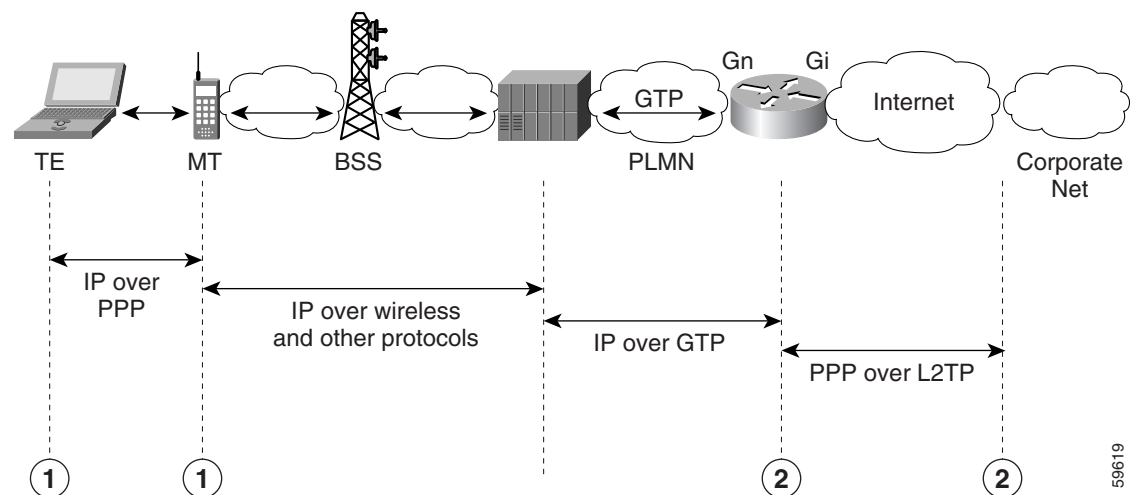 Gn
Gi
GTP
Internet
TE
MT
BSS
PLMN
Corporate
Net
IP over
PPP
IP over wireless
and other protocols
IP over GTP
PPP over L2TP
1
1
2
2
59619